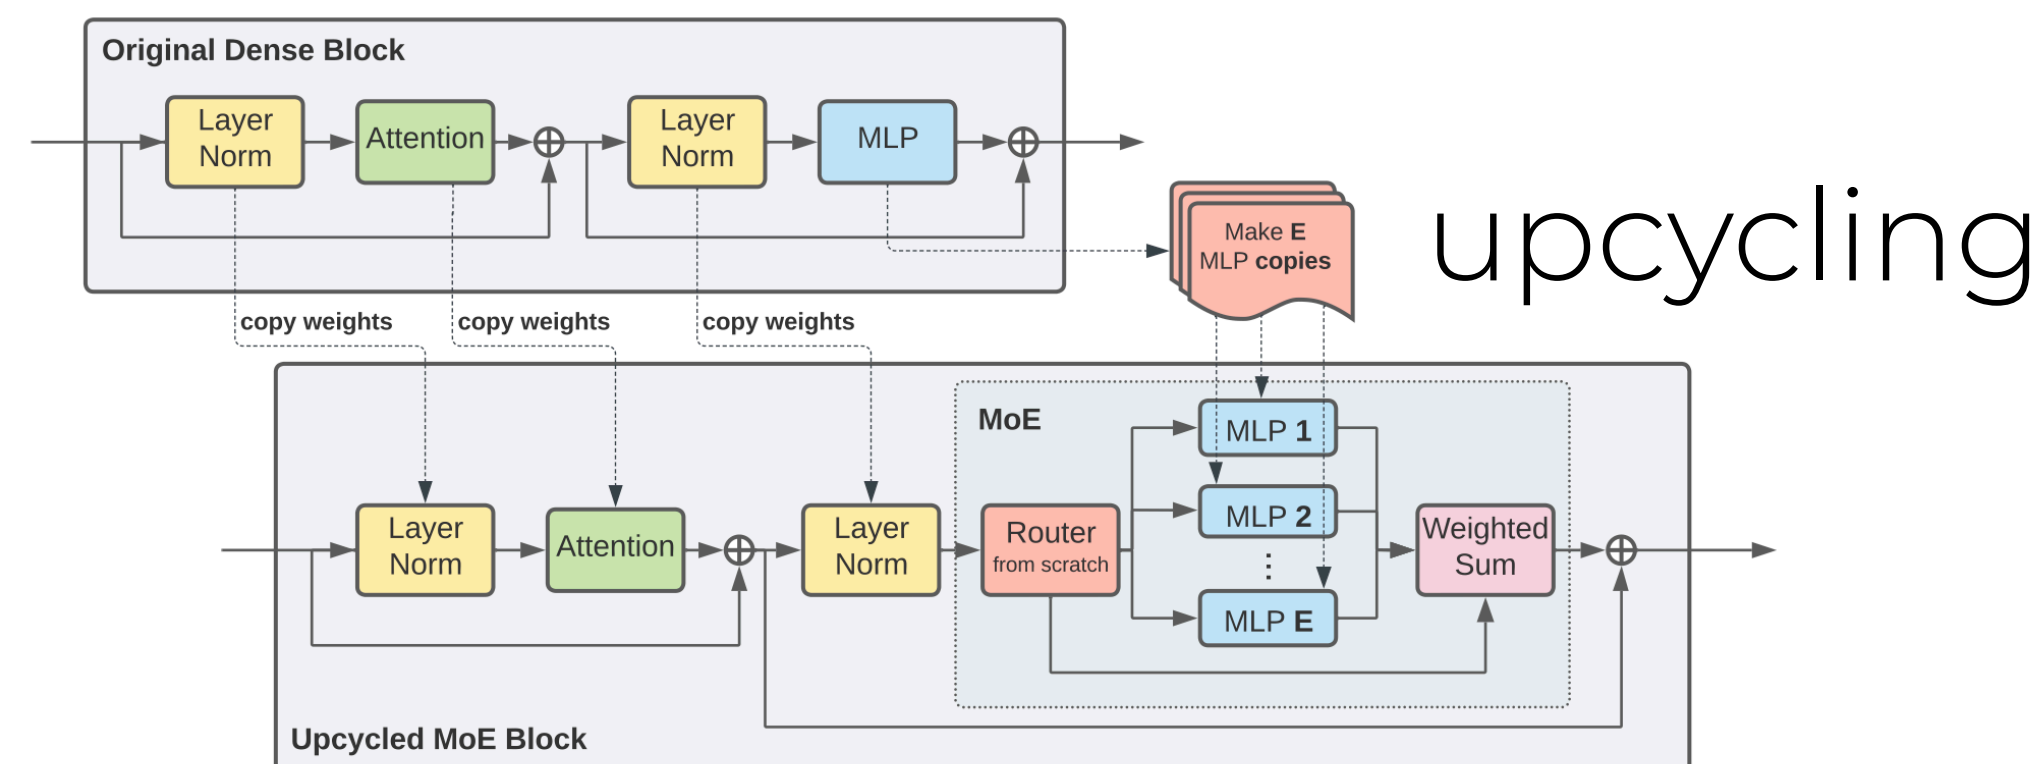 Original Dense Block
Layer
Norm
Attention
Layer
Norm
MLP
Make E
MLP copies
upcycling
copy weights
copy weights
copy weights
MoE
MLP 1
Layer
Norm
Attention
Layer
Norm
Router
from scratch
MLP 2
⋮
MLP E
Weighted
Sum
Upcycled MoE Block